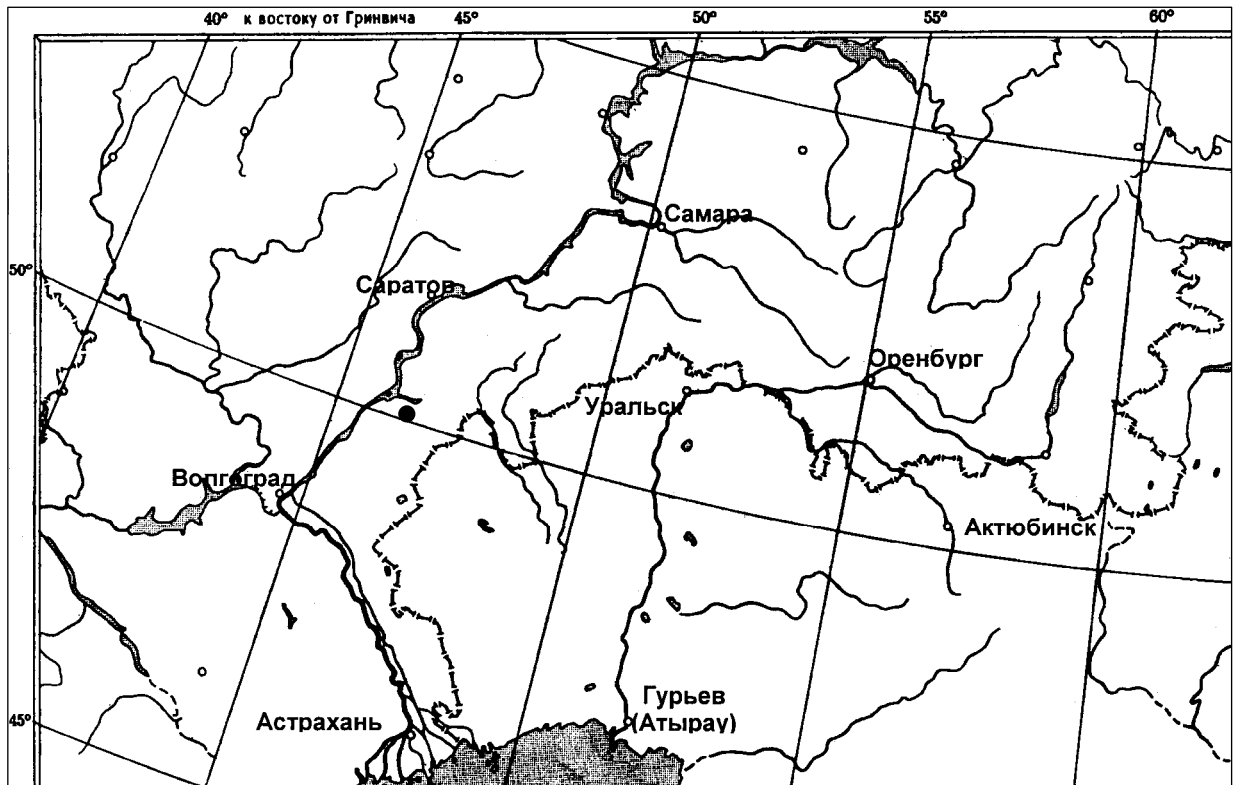 40° к востоку от Гринвича 45° 50° 55° 60°
Самара
50°
Саратов
Оренбург
Уральск
Волгоград
Актюбинск
Гурьев
(Атырау)
45°
Астрахань